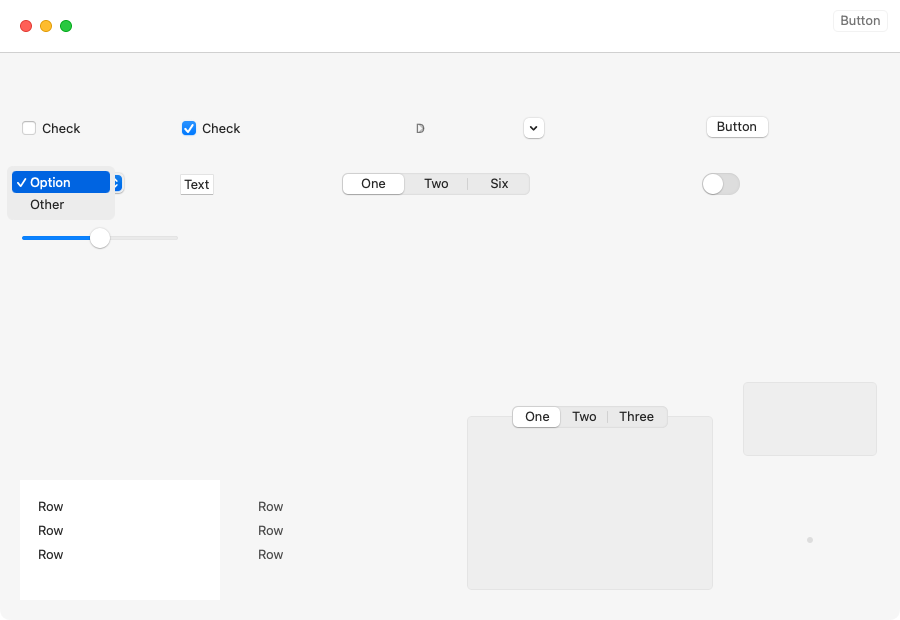 Button
Check
Check
D
Button
Option
Other
Text
One Two Six
One Two Three
Row
Row
Row
Row
Row
Row